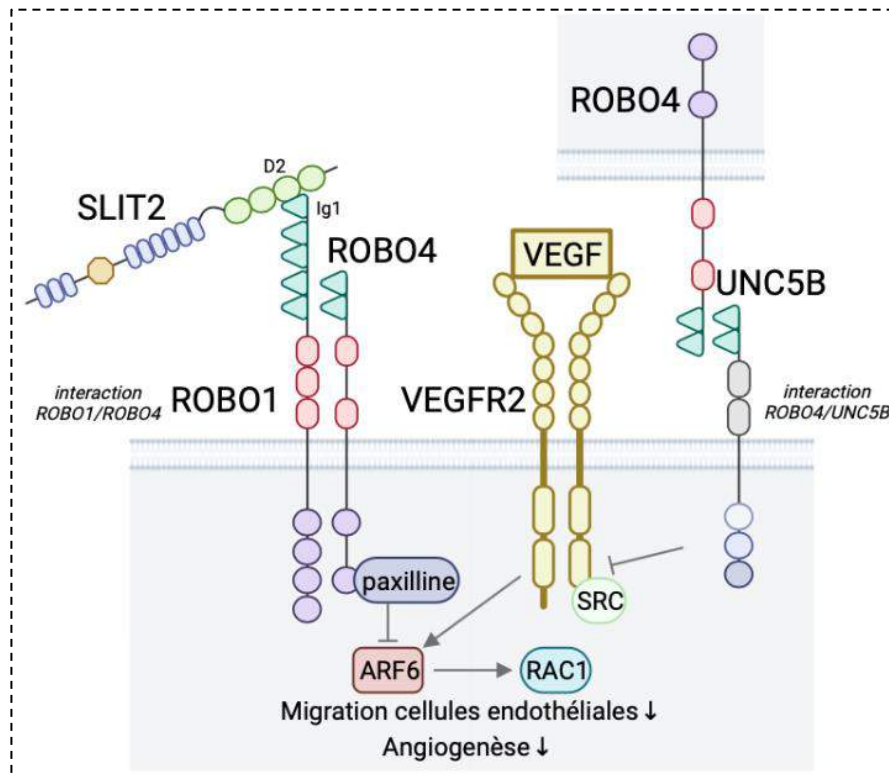 ROBO4
D2
SLIT2
Ig1
ROBO4
VEGF
UNC5B
interaction
ROBO1/ROBO4
ROBO1
VEGFR2
interaction
ROBO4/UNC5B
paxilline
SRC
ARF6
RAC1
Migration cellules endothéliales ↓
Angiogenèse ↓